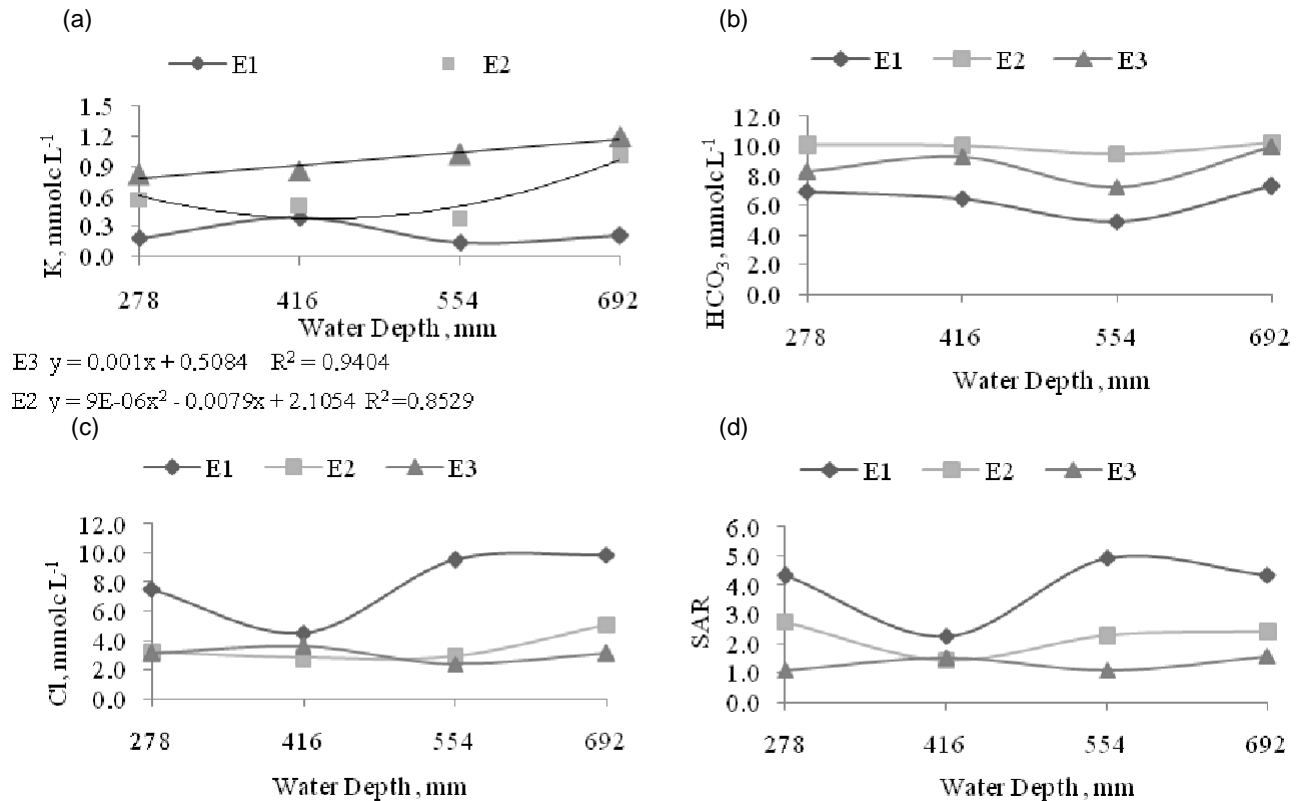 (a)
E1 E2
K, mmolc L-1
1.5
1.2
0.9
0.6
0.3
0.0
278 416 554 692
Water Depth , mm
E3 y = 0.001x + 0.5084 R2 = 0.9404
E2 y = 9E-06x2 - 0.0079x + 2.1054 R2=0.8529
(b)
E1 E2 E3
HCO3, mmolc L-1
12.0
10.0
8.0
6.0
4.0
2.0
0.0
278 416 554 692
Water Depth , mm
(c)
E1 E2 E3
Cl, mmolc L-1
12.0
10.0
8.0
6.0
4.0
2.0
0.0
278 416 554 692
Water Depth , mm
(d)
E1 E2 E3
SAR
6.0
5.0
4.0
3.0
2.0
1.0
0.0
278 416 554 692
Water Depth , mm